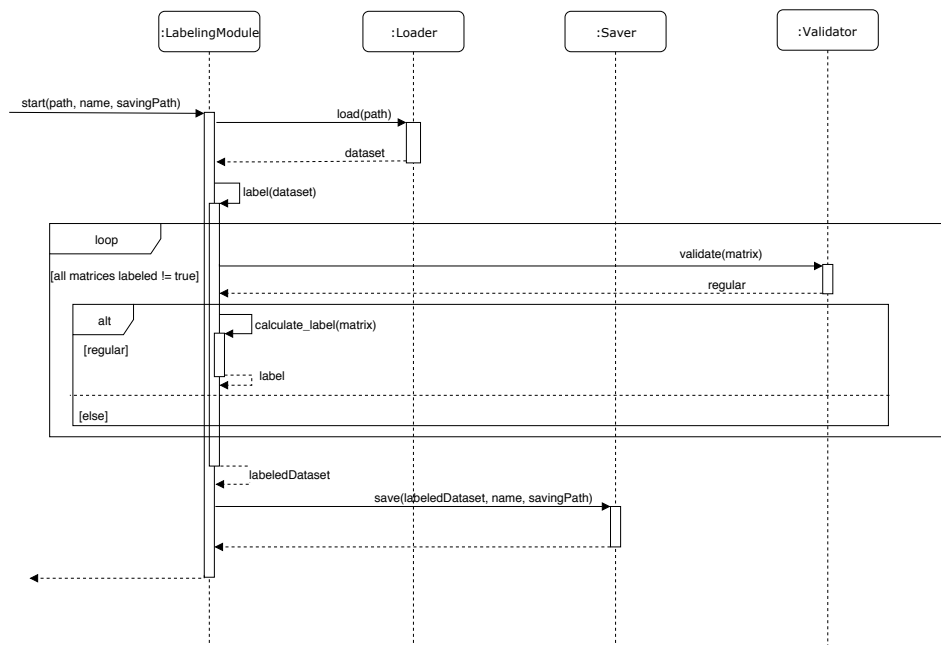 :LabelingModule
:Loader
:Saver
:Validator
start(path, name, savingPath)
load(path)
dataset
label(dataset)
loop
validate(matrix)
[all matrices labeled != true]
regular
alt
calculate_label(matrix)
[regular]
label
[else]
labeledDataset
save(labeledDataset, name, savingPath)